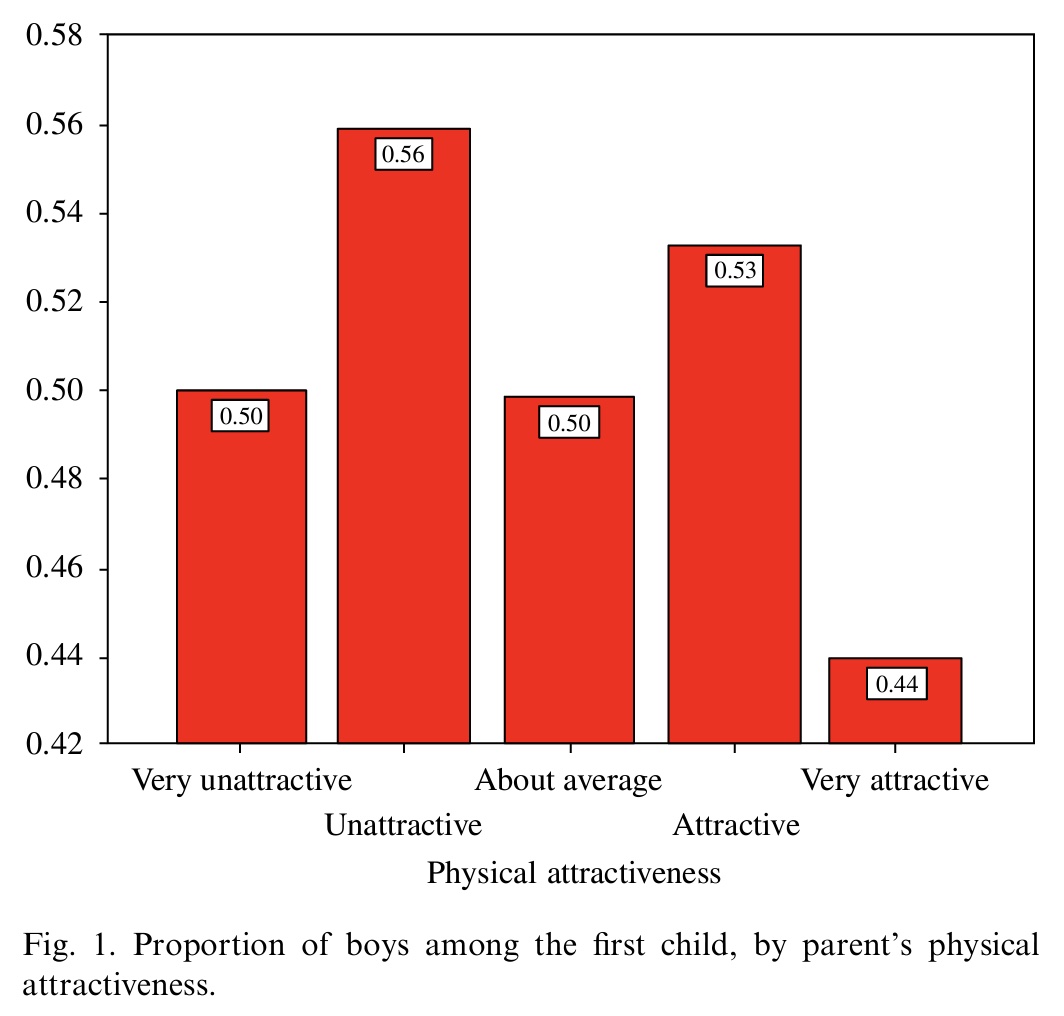 0.58
0.56
0.54
0.52
0.50
0.48
0.46
0.44
0.42
0.50
0.56
0.50
0.53
0.44
Very unattractive
About average
Very attractive
Unattractive
Attractive
Physical attractiveness
Fig. 1. Proportion of boys among the first child, by parent's physical
attractiveness.